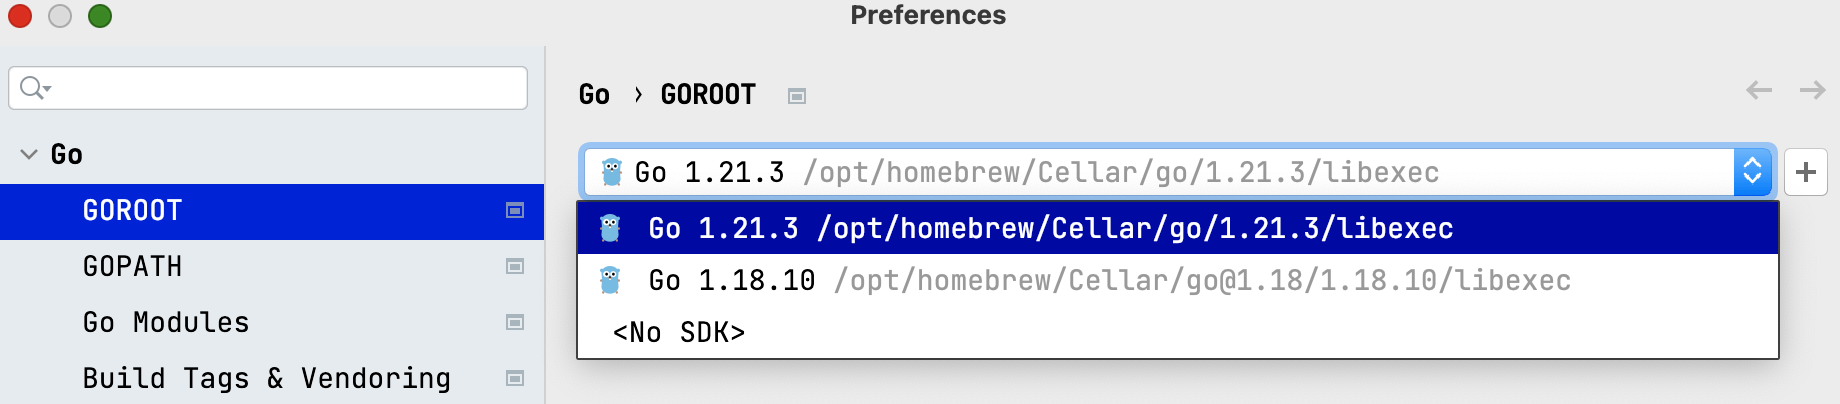 Preferences
Go
GOROOT
GOPATH
Go Modules
Build Tags & Vendoring
Go › GOROOT
Go 1.21.3 /opt/homebrew/Cellar/go/1.21.3/libexec
Go 1.21.3 /opt/homebrew/Cellar/go/1.21.3/libexec
Go 1.18.10 /opt/homebrew/Cellar/go@1.18/1.18.10/libexec
<No SDK>